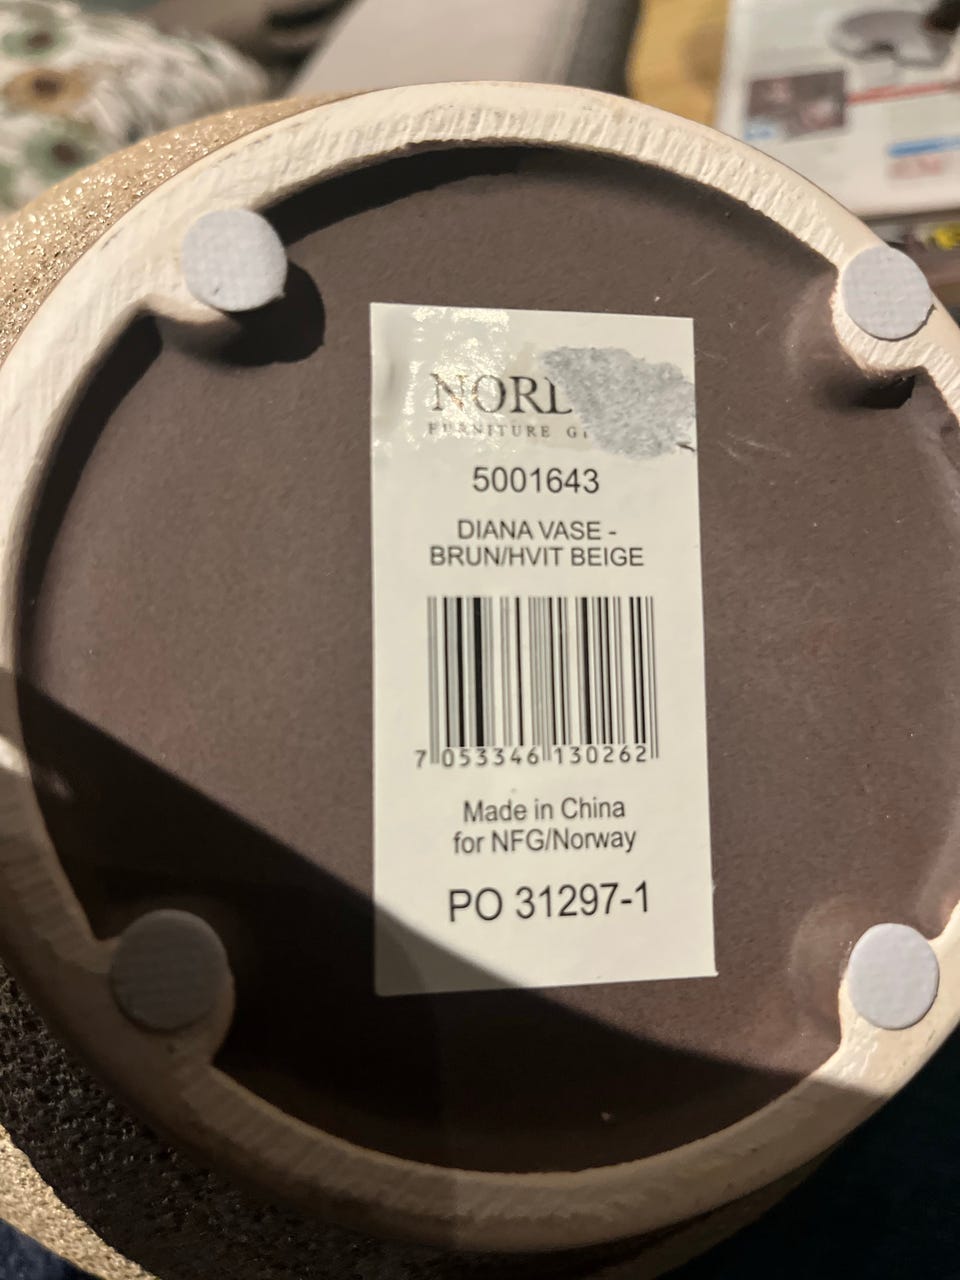 FURNITURE
5001643
DIANA VASE -
BRUN/HVIT BEIGE
7 053346 130262
Made in China
for NFG/Norway
PO 31297-1